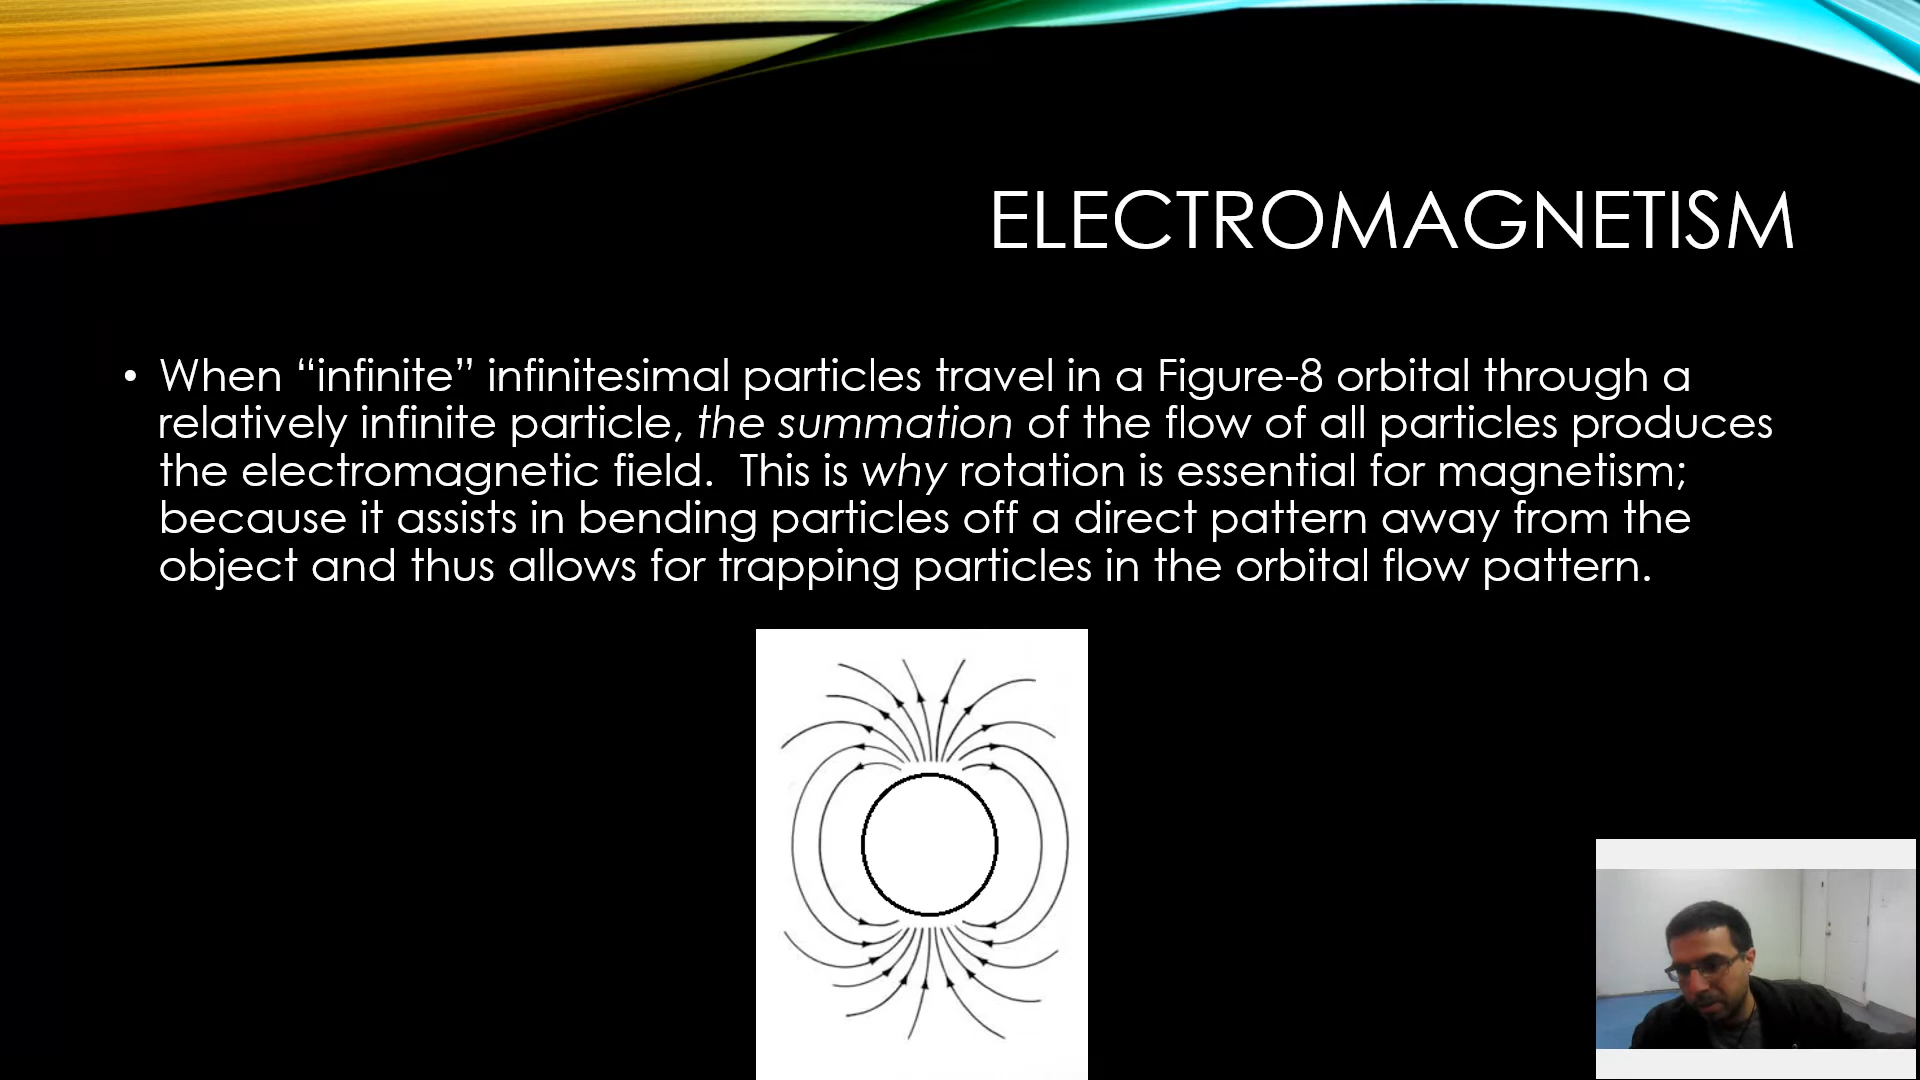 ELECTROMAGNETISM
• When “infinite” infinitesimal particles travel in a Figure-8 orbital through a
relatively infinite particle, the summation of the flow of all particles produces
the electromagnetic field.  This is why rotation is essential for magnetism;
because it assists in bending particles off a direct pattern away from the
object and thus allows for trapping particles in the orbital flow pattern.